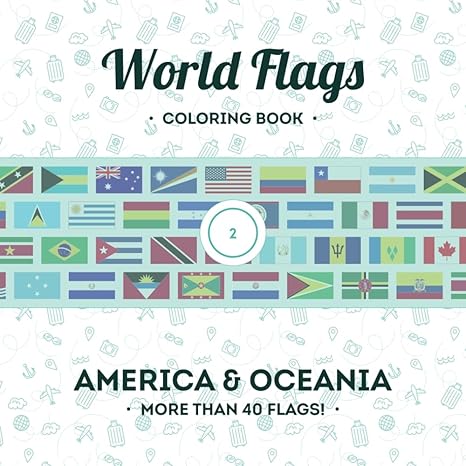 World Flags
• COLORING BOOK •
2
AMERICA & OCEANIA
• MORE THAN 40 FLAGS! •